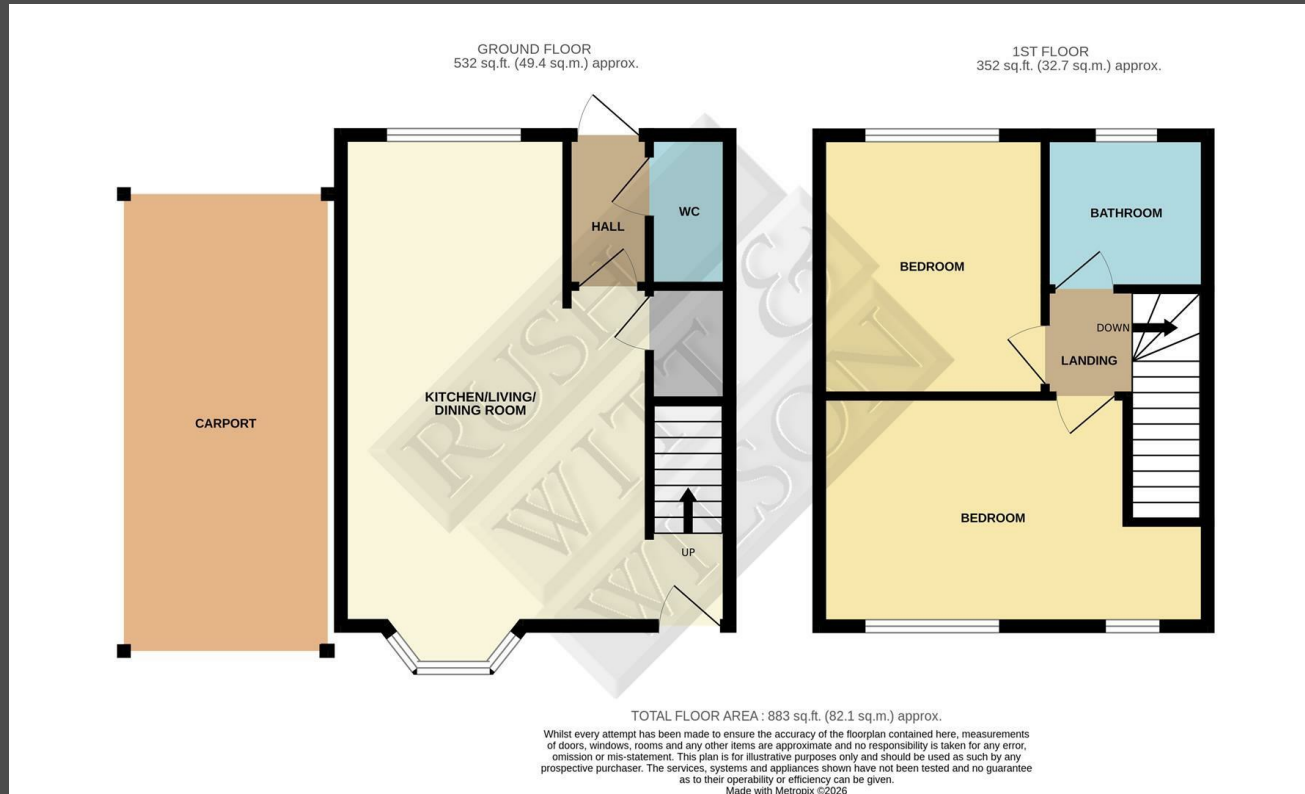 GROUND FLOOR
532 sq.ft. (49.4 sq.m.) approx.
1ST FLOOR
352 sq.ft. (32.7 sq.m.) approx.
HALL
WC
KITCHEN/LIVING/
DINING ROOM
CARPORT
UP
BEDROOM
BATHROOM
DOWN
LANDING
BEDROOM
RUSH
WITT &
WILSON
TOTAL FLOOR AREA : 883 sq.ft. (82.1 sq.m.) approx.
Whilst every attempt has been made to ensure the accuracy of the floorplan contained here, measurements
of doors, windows, rooms and any other items are approximate and no responsibility is taken for any error,
omission or mis-statement. This plan is for illustrative purposes only and should be used as such by any
prospective purchaser. The services, systems and appliances shown have not been tested and no guarantee
as to their operability or efficiency can be given.
Made with Metropix ©2026